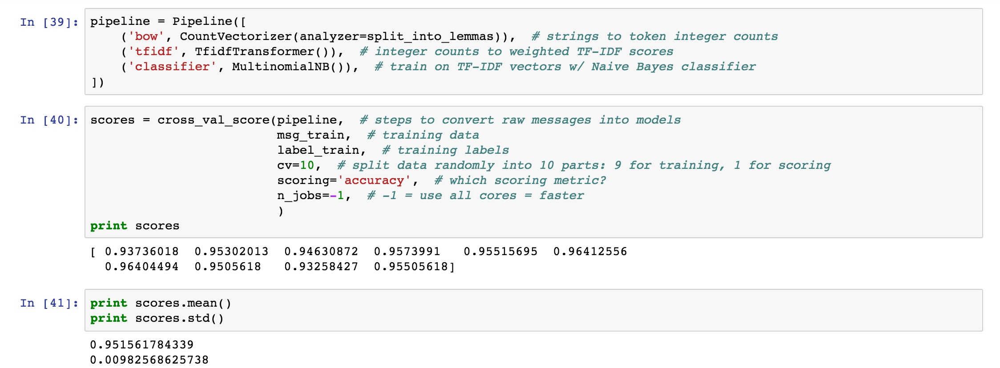 In [39]: pipeline = Pipeline([
    ('bow', CountVectorizer(analyzer=split_into_lemmas)),  # strings to token integer counts
    ('tfidf', TfidfTransformer()),  # integer counts to weighted TF-IDF scores
    ('classifier', MultinomialNB()),  # train on TF-IDF vectors w/ Naive Bayes classifier
])
In [40]: scores = cross_val_score(pipeline,  # steps to convert raw messages into models
                         msg_train,  # training data
                         label_train,  # training labels
                         cv=10,  # split data randomly into 10 parts: 9 for training, 1 for scoring
                         scoring='accuracy',  # which scoring metric?
                         n_jobs=-1,  # -1 = use all cores = faster
                         )
print scores
[ 0.93736018  0.95302013  0.94630872  0.9573991   0.95515695  0.96412556
  0.96404494  0.9505618   0.93258427  0.95505618]
In [41]: print scores.mean()
print scores.std()
0.951561784339
0.00982568625738